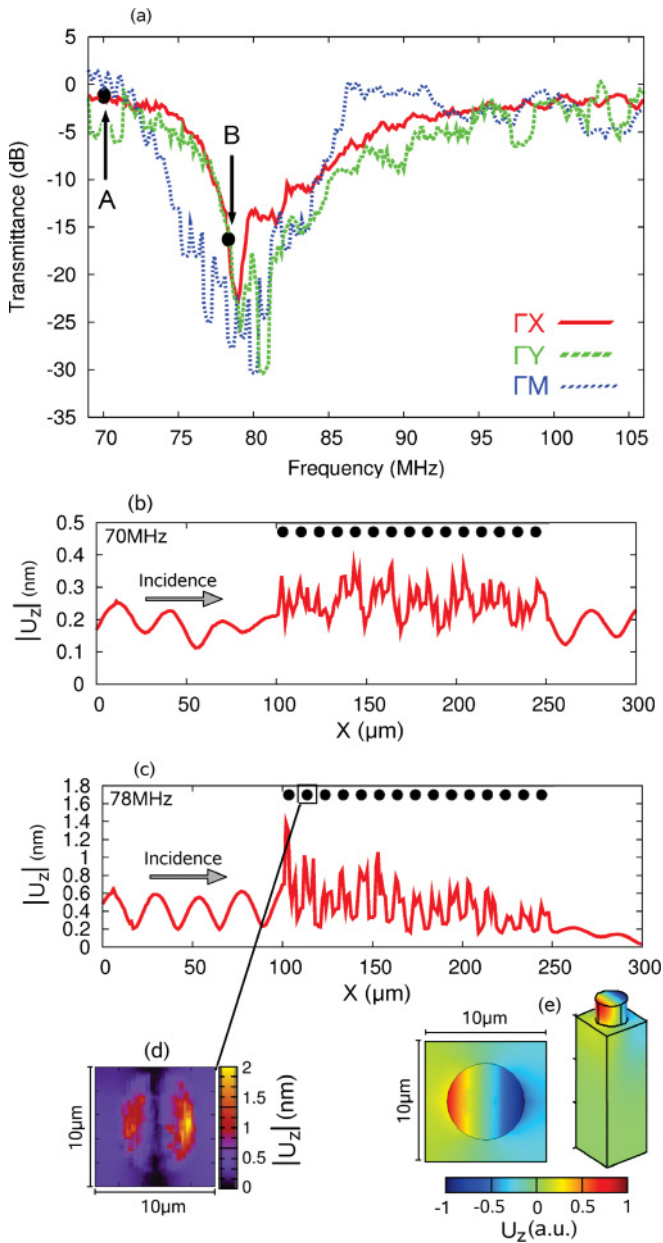 (a)
5
0
-5
-10
-15
-20
-25
-30
-35
Transmittance (dB)
A
B
ΓX
ΓY
ΓM
70 75 80 85 90 95 100 105
Frequency (MHz)
(b)
0.5
0.4
0.3
0.2
0.1
0
|Uz| (nm)
70MHz
Incidence
0 50 100 150 200 250 300
X (μm)
(c)
1.8
1.6
1.4
1.2
1
0.8
0.6
0.4
0.2
0
|Uz| (nm)
78MHz
Incidence
0 50 100 150 200 250 300
X (μm)
(d)
10μm
10μm
2
1.5
1
0.5
0
|Uz| (nm)
(e)
10μm
10μm
-1 -0.5 0 0.5 1
Uz(a.u.)